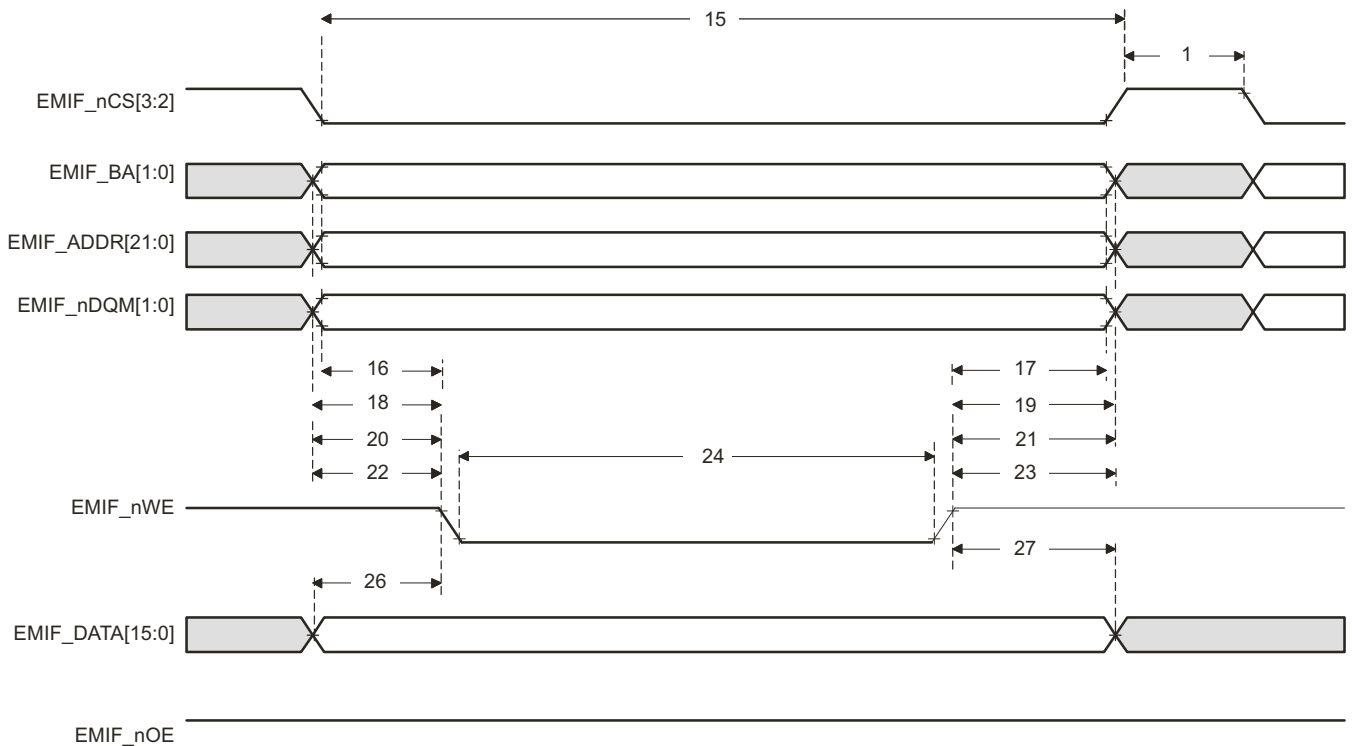 15
1
EMIF_nCS[3:2]
EMIF_BA[1:0]
EMIF_ADDR[21:0]
EMIF_nDQM[1:0]
16 17
18 19
20 21
24
22 23
EMIF_nWE
27
26
EMIF_DATA[15:0]
EMIF_nOE